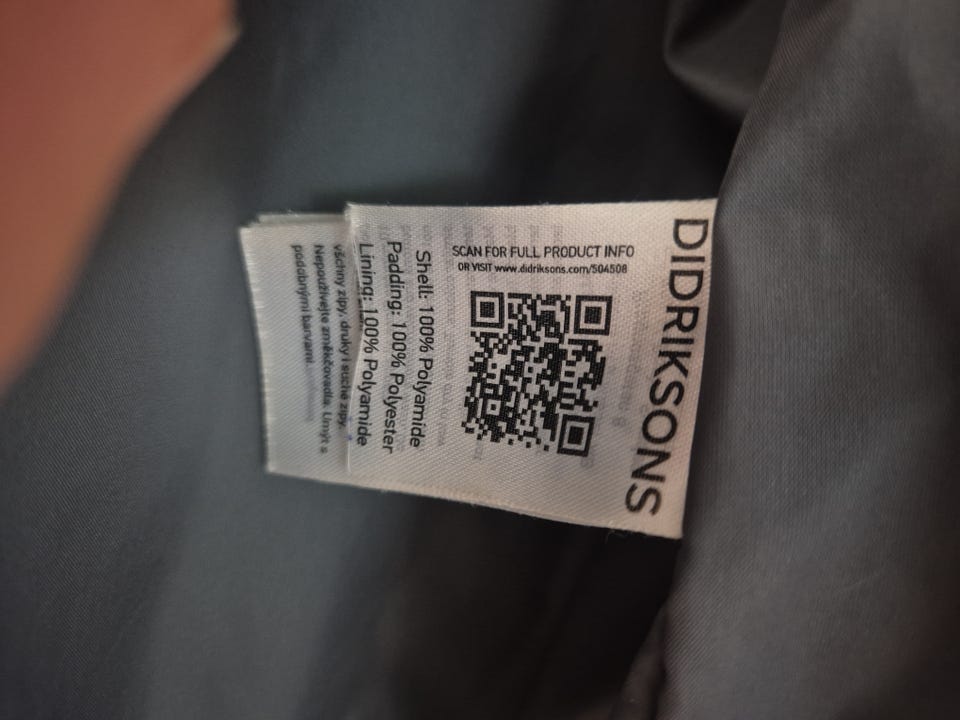 DIDRIKSONS
SCAN FOR FULL PRODUCT INFO
OR VISIT www.didriksons.com/504508
Shell: 100% Polyamide
Padding: 100% Polyester
Lining: 100% Polyamide
všchny zipy, druky i suché zipy.
Nepoužívejte změkčovadla. Umýt s
podobnými barvami.